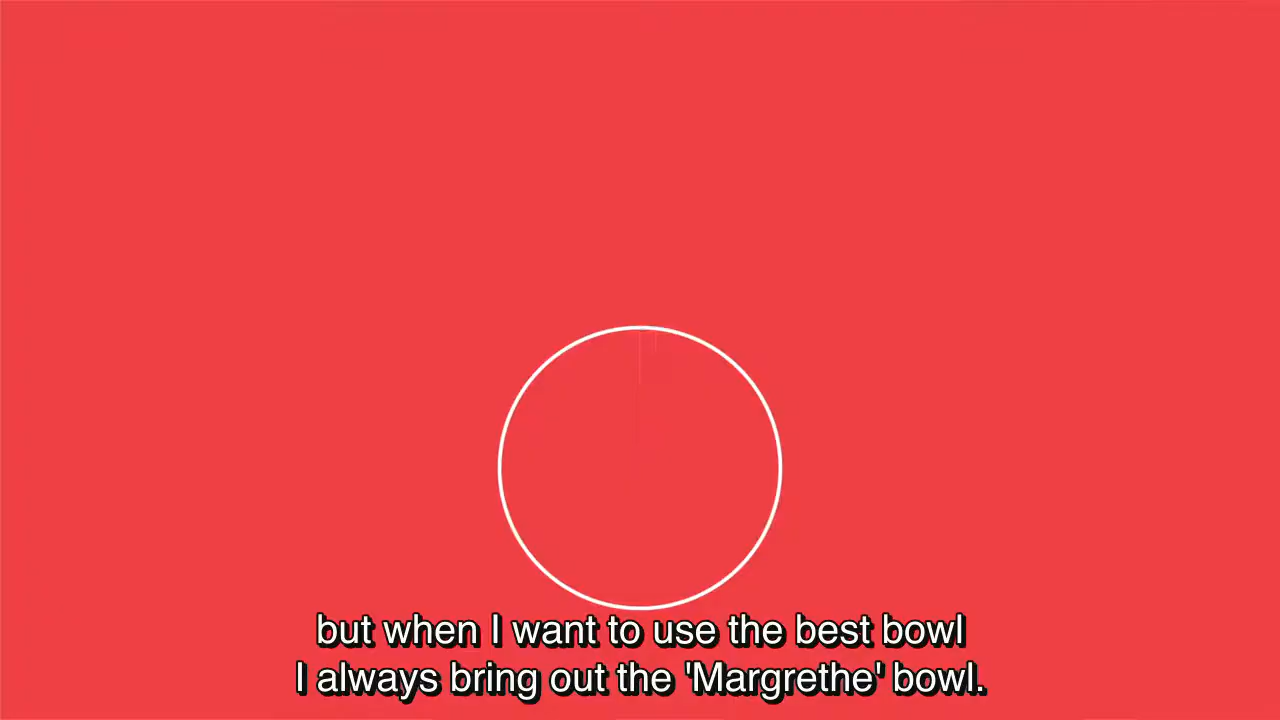 but when I want to use the best bowl
I always bring out the 'Margrethe' bowl.